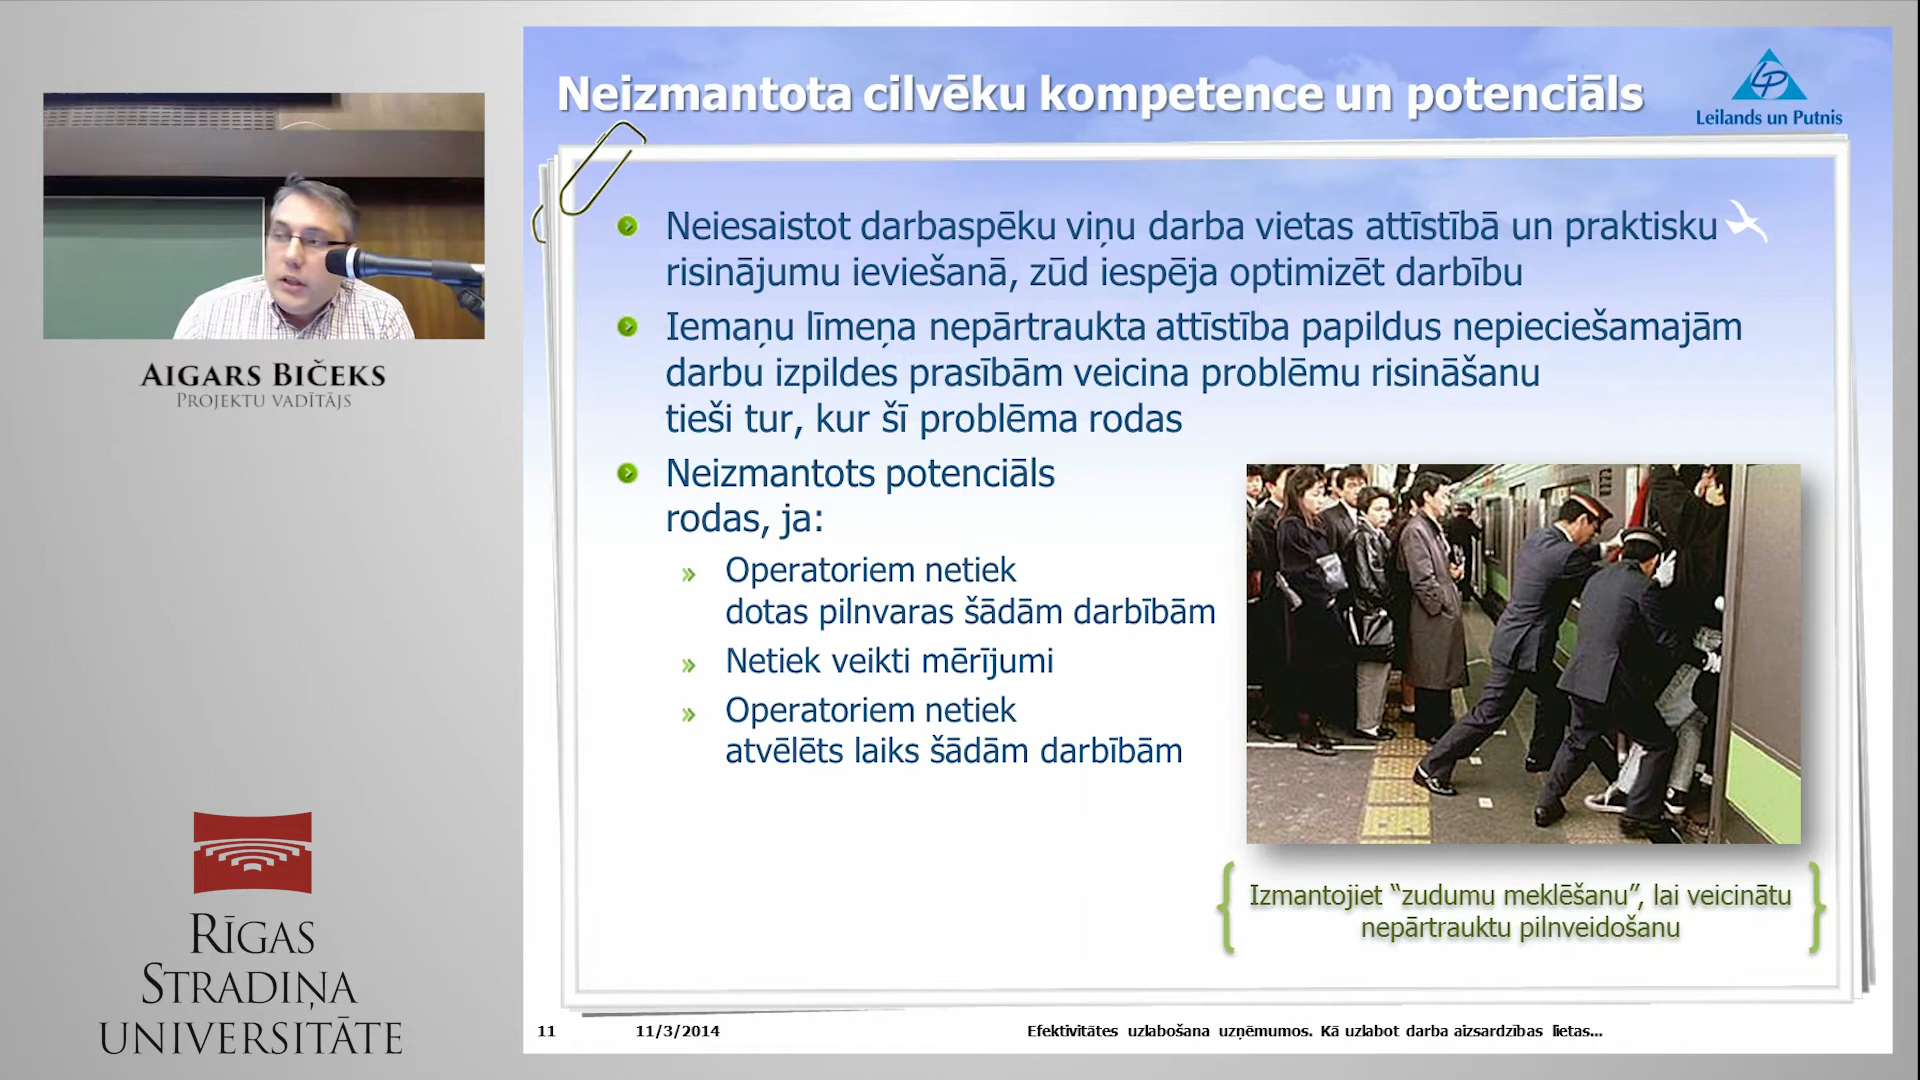 Neizmantota cilvēku kompetence un potenciāls
LP
Leilands un Putnis
Neiesaistot darbaspēku viņu darba vietas attīstībā un praktisku
risinājumu ieviešanā, zūd iespēja optimizēt darbību
Iemaņu līmeņa nepārtraukta attīstība papildus nepieciešamajām
darbu izpildes prasībām veicina problēmu risināšanu
tieši tur, kur šī problēma rodas
Neizmantots potenciāls
rodas, ja:
» Operatoriem netiek
dotas pilnvaras šādām darbībām
» Netiek veikti mērījumi
» Operatoriem netiek
atvēlēts laiks šādām darbībām
Izmantojiet “zudumu meklēšanu”, lai veicinātu
nepārtrauktu pilnveidošanu
11
11/3/2014
Efektivitātes uzlabošana uzņēmumos. Kā uzlabot darba aizsardzības lietas...
Aigars Bičeks
Projektu vadītājs
Rīgas
Stradiņa
universitāte